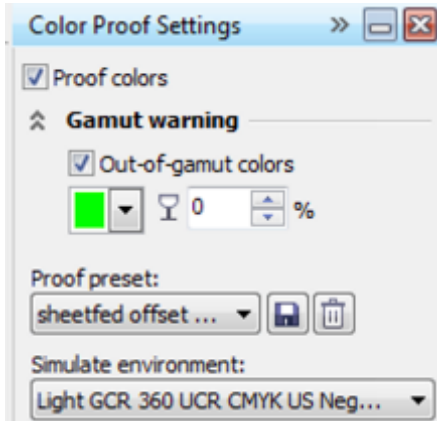 Color Proof Settings
Proof colors
Gamut warning
Out-of-gamut colors
0 %
Proof preset:
sheetfed offset ...
Simulate environment:
Light GCR 360 UCR CMYK US Neg...